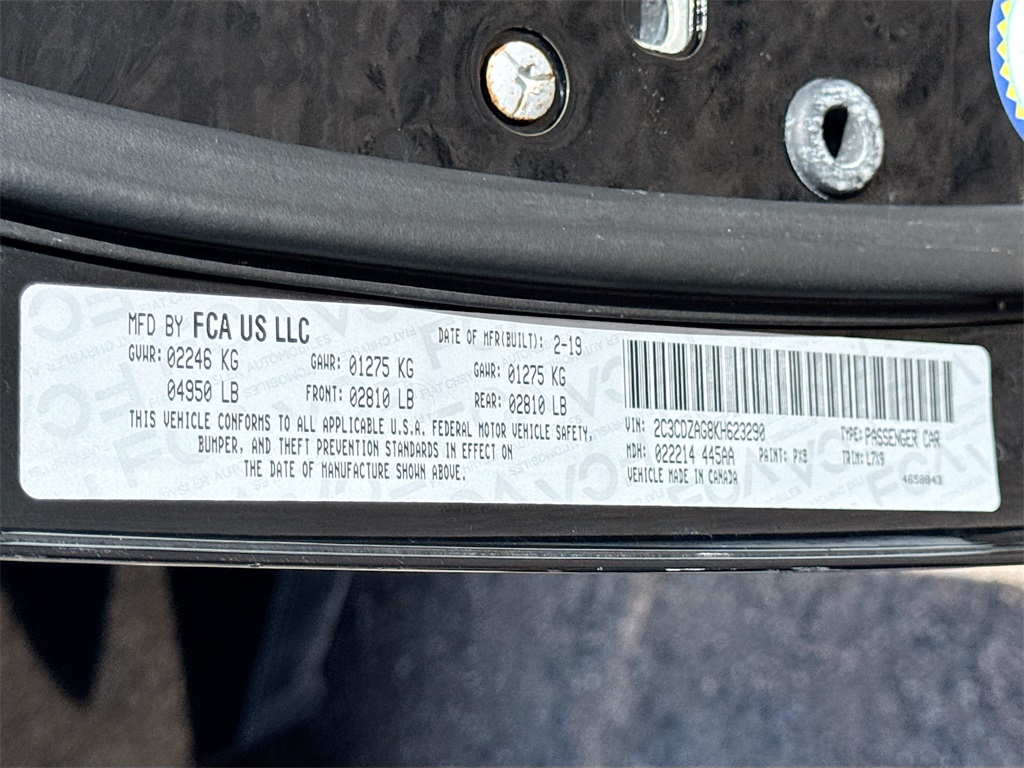 MFD BY FCA US LLC
DATE OF MFR(BUILT): 2-19
GVWR: 02246 KG GAWR: 01275 KG GAWR: 01275 KG
04950 LB FRONT: 02810 LB REAR: 02810 LB
THIS VEHICLE CONFORMS TO ALL APPLICABLE U.S.A. FEDERAL MOTOR VEHICLE SAFETY,
BUMPER, AND THEFT PREVENTION STANDARDS IN EFFECT ON
THE DATE OF MANUFACTURE SHOWN ABOVE.
VIN: 2C3CDZAG8KH623290 TYPE: PASSENGER CAR
MDH: 022214 445AA PAINT: PX8 TRIM: L7X9
VEHICLE MADE IN CANADA 4658843